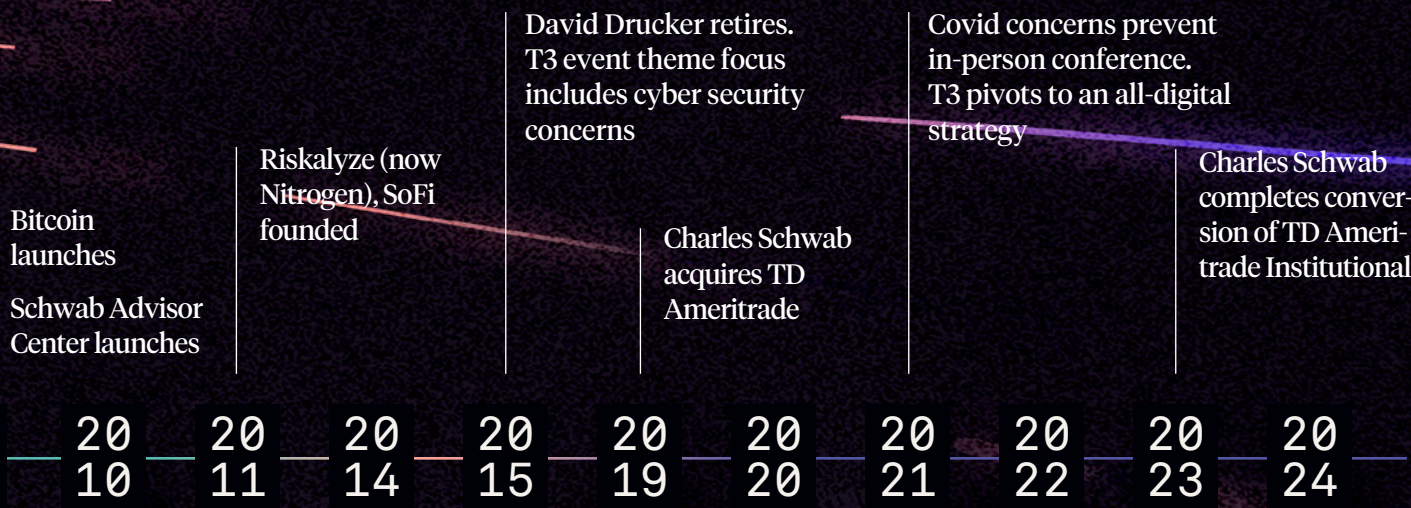 Bitcoin
launches
Schwab Advisor
Center launches
Riskalyze (now
Nitrogen), SoFi
founded
David Drucker retires.
T3 event theme focus
includes cyber security
concerns
Charles Schwab
acquires TD
Ameritrade
Covid concerns prevent
in-person conference.
T3 pivots to an all-digital
strategy
Charles Schwab
completes conver-
sion of TD Ameri-
trade Institutional
20 20 20 20 20 20 20 20 20 20
10 11 14 15 19 20 21 22 23 24